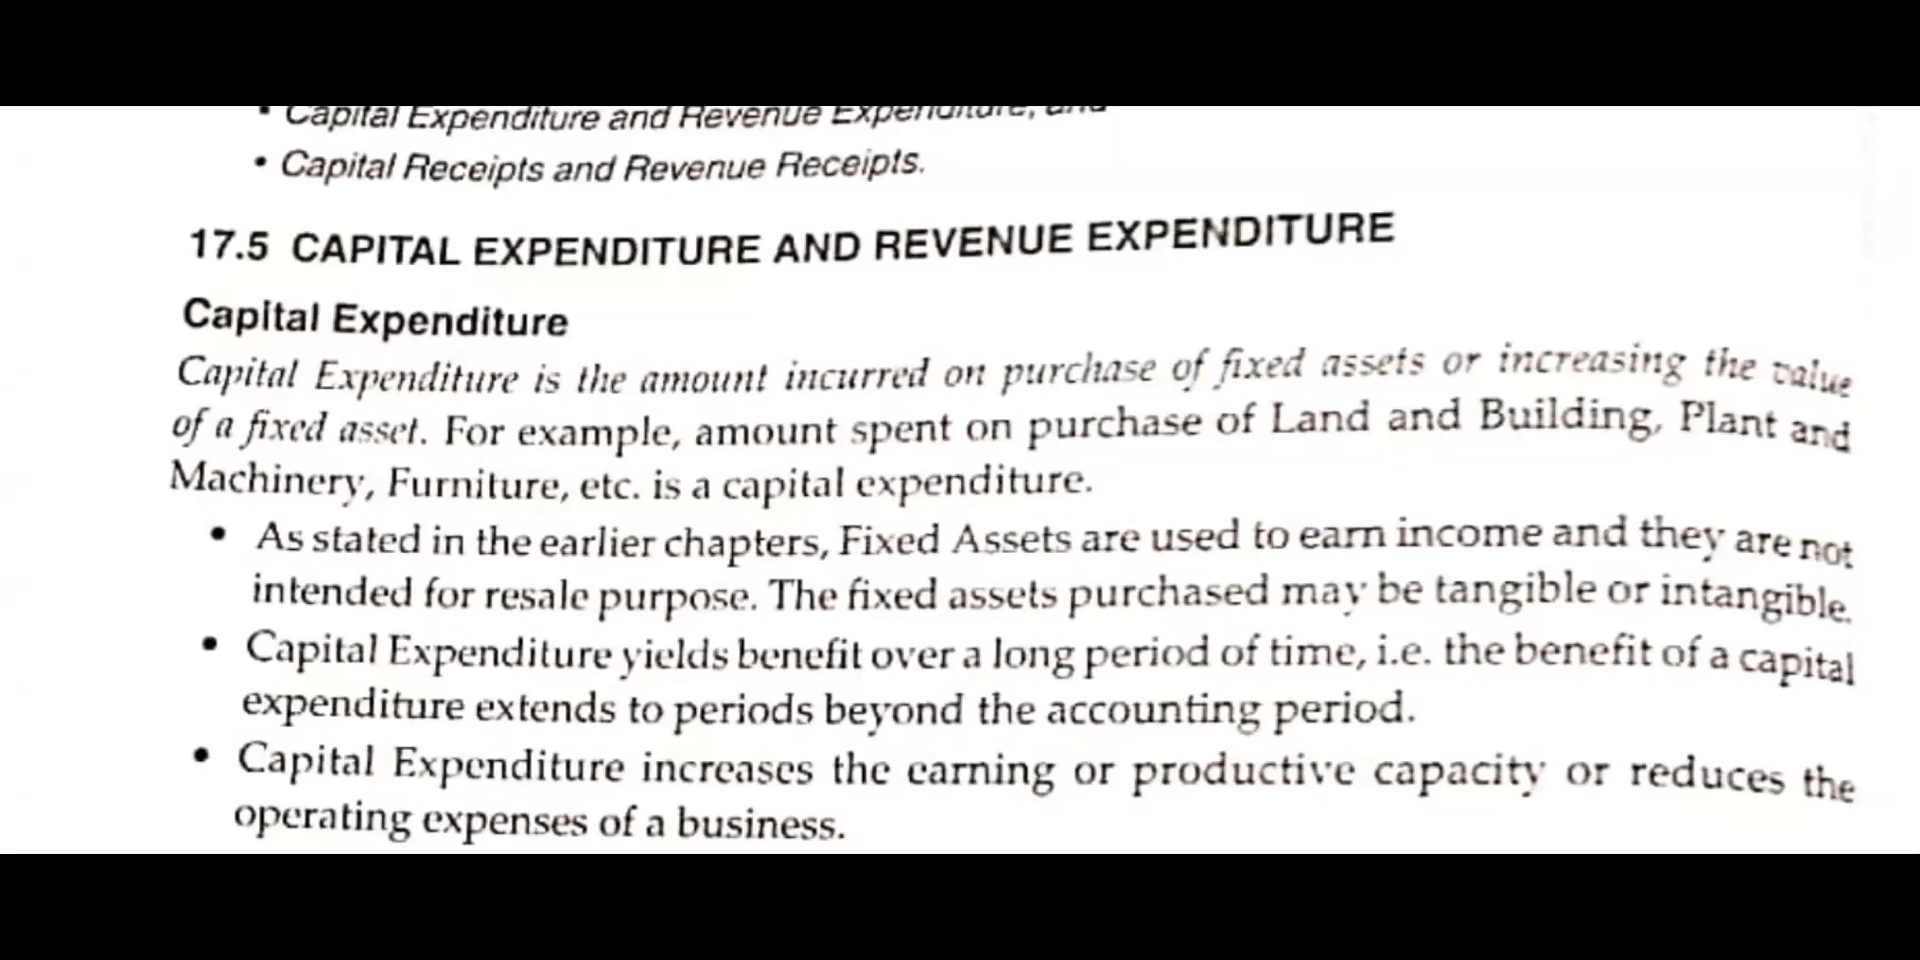 • Capital Expenditure and Revenue Expenditure, and
• Capital Receipts and Revenue Receipts.
17.5 CAPITAL EXPENDITURE AND REVENUE EXPENDITURE
Capital Expenditure
Capital Expenditure is the amount incurred on purchase of fixed assets or increasing the value
of a fixed asset. For example, amount spent on purchase of Land and Building, Plant and
Machinery, Furniture, etc. is a capital expenditure.
• As stated in the earlier chapters, Fixed Assets are used to earn income and they are not
intended for resale purpose. The fixed assets purchased may be tangible or intangible.
• Capital Expenditure yields benefit over a long period of time, i.e. the benefit of a capital
expenditure extends to periods beyond the accounting period.
• Capital Expenditure increases the earning or productive capacity or reduces the
operating expenses of a business.